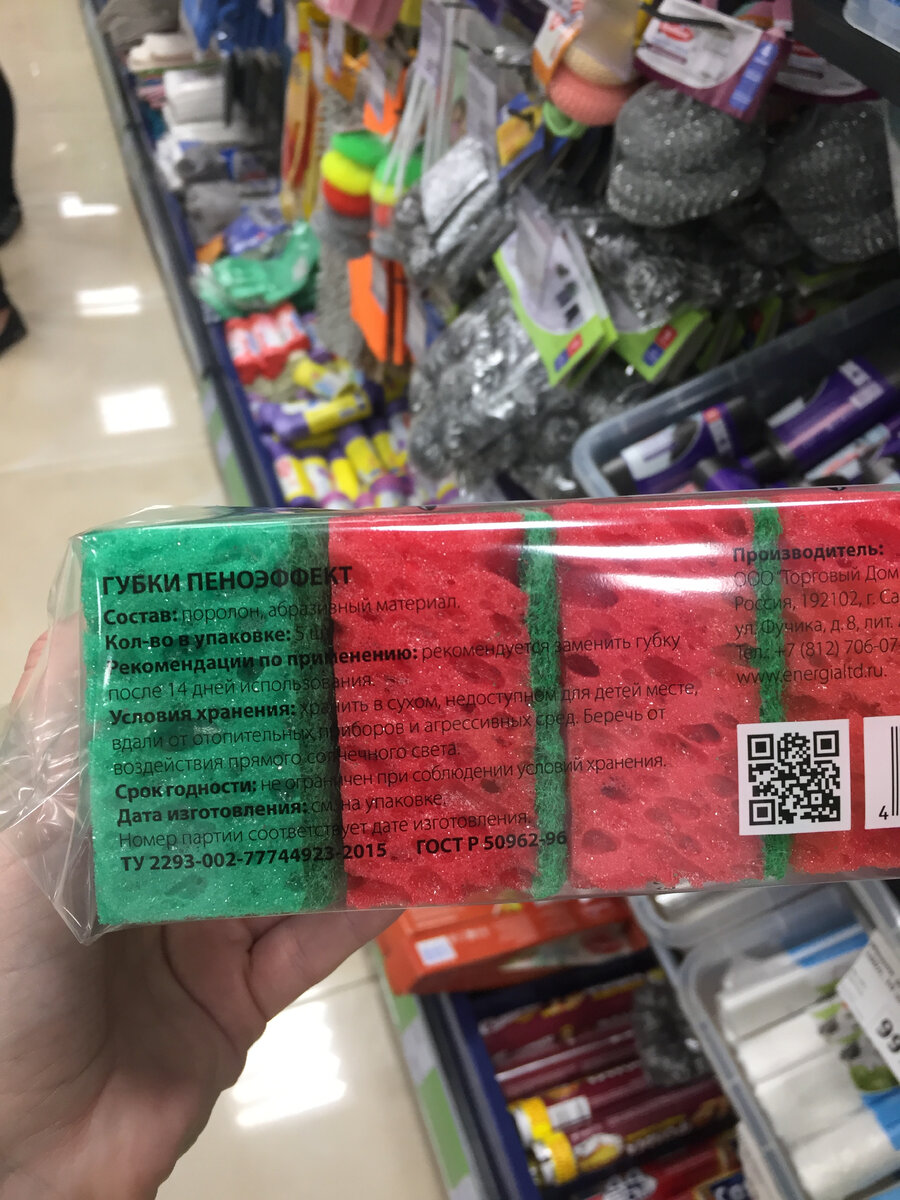 ГУБКИ ПЕНОЭФФЕКТ
Состав: поролон, абразивный материал.
Кол-во в упаковке: 5 шт.
Рекомендации по применению: рекомендуется заменить губку
после 14 дней использования.
Условия хранения: хранить в сухом, недоступном для детей месте,
вдали от отопительных приборов и агрессивных сред. Беречь от
воздействия прямого солнечного света.
Срок годности: не ограничен при соблюдении условий хранения.
Дата изготовления: см. на упаковке.
Номер партии соответствует дате изготовления.
ТУ 2293-002-77744923-2015 ГОСТ Р 50962-96
Производитель:
ООО Торговый Дом
Россия, 192102, г. Са
ул. Фучика, д. 8, лит.
Тел.: +7 (812) 706-07
www.energialtd.ru.
4